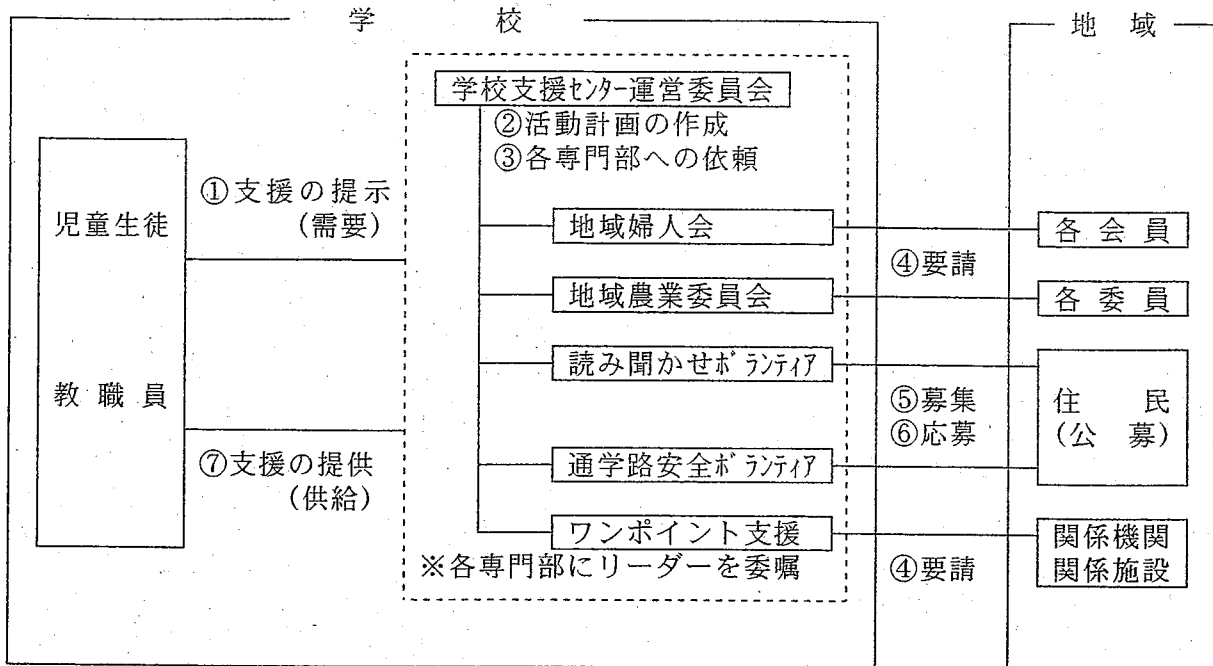 学校
地域
学校支援センター運営委員会
②活動計画の作成
③各専門部への依頼
児童生徒
教職員
①支援の提示
(需要)
⑦支援の提供
(供給)
地域婦人会
地域農業委員会
読み聞かせボランティア
通学路安全ボランティア
ワンポイント支援
※各専門部にリーダーを委嘱
④要請
⑤募集
⑥応募
④要請
各会員
各委員
住民
(公募)
関係機関
関係施設